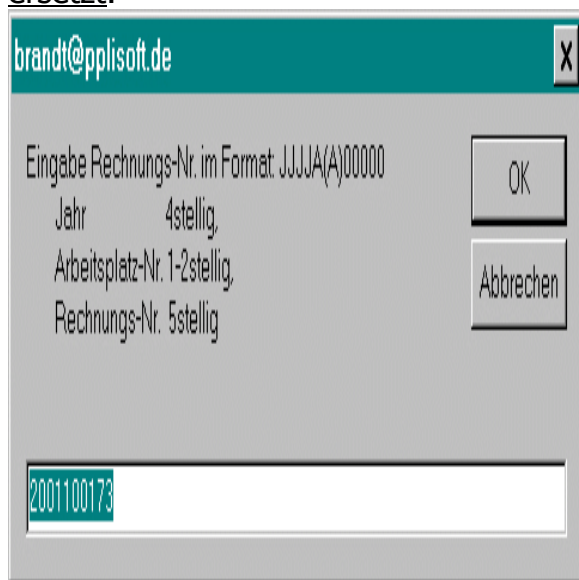 ersetzt.
brandt@pplisoft.de
Eingabe Rechnungs-Nr. im Format: JJJJA(A)00000
Jahr 4stellig,
Arbeitsplatz-Nr. 1-2stellig,
Rechnungs-Nr. 5stellig
OK
Abbrechen
2001100173